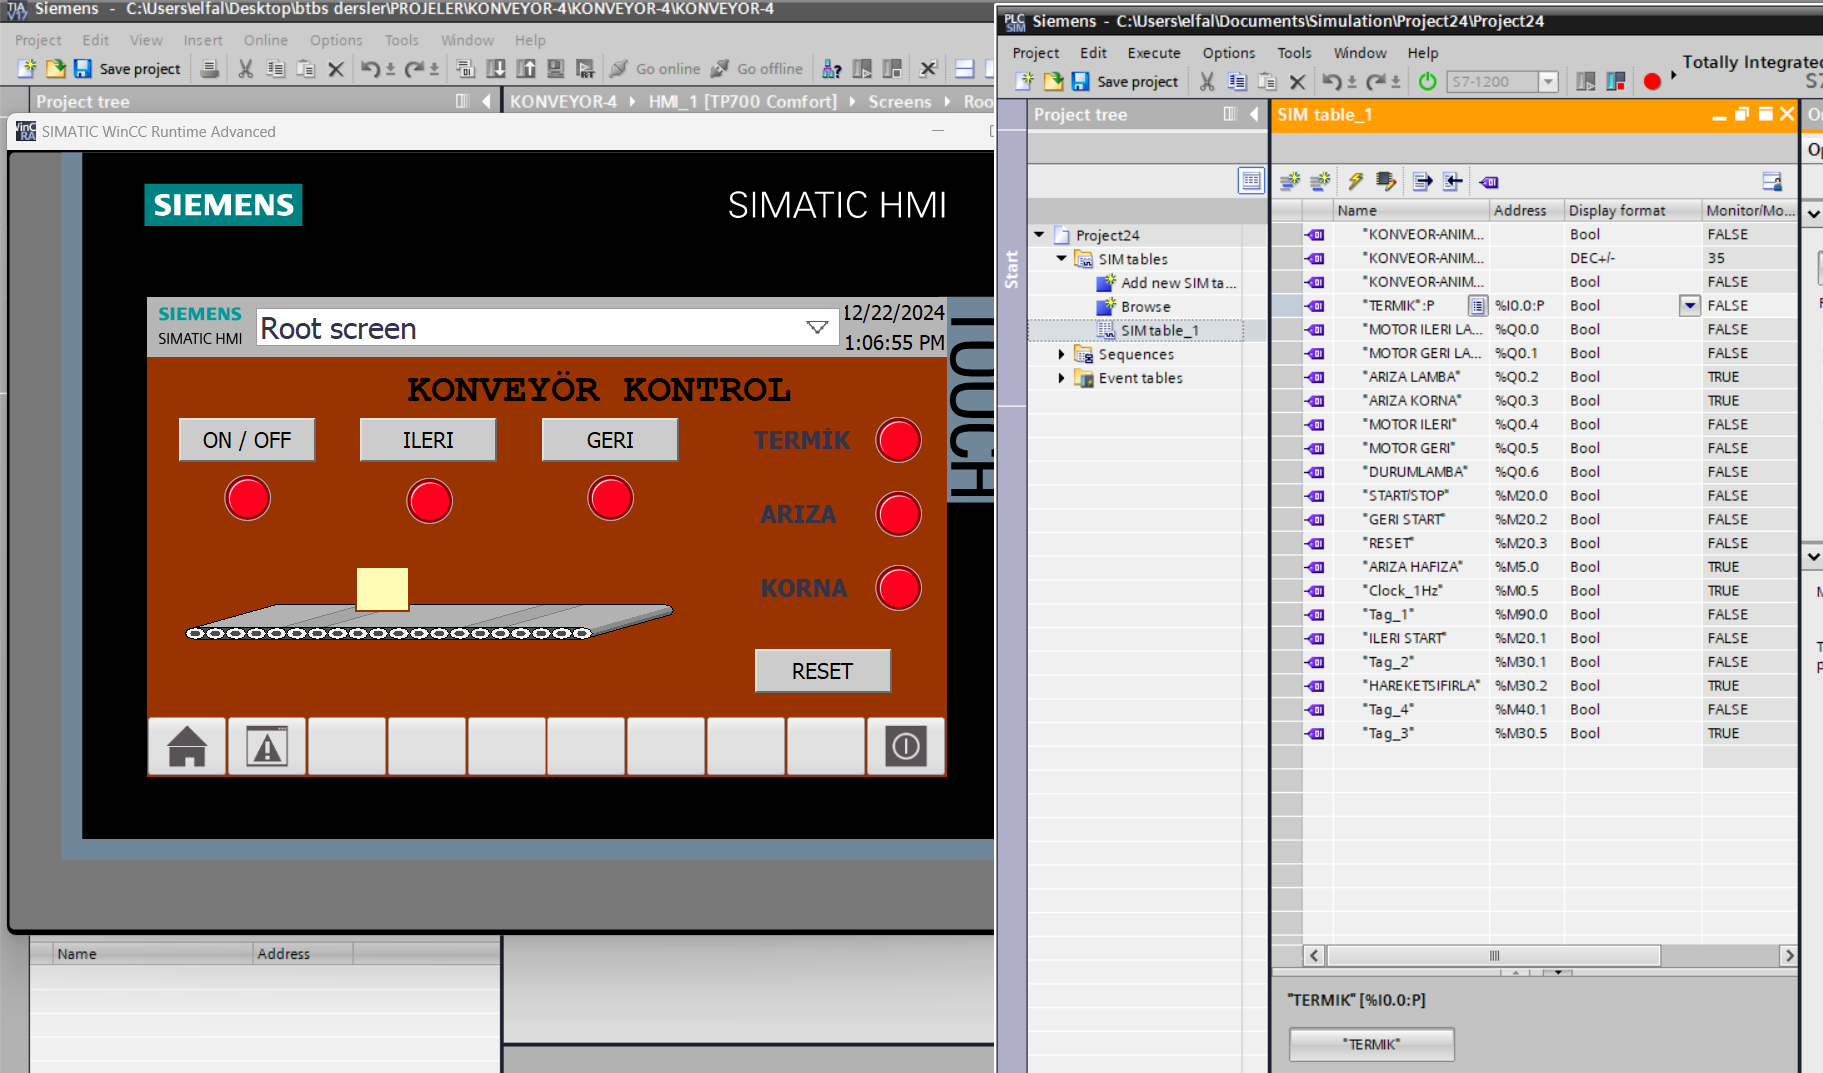 Siemens - C:\Users\elfal\Desktop\btbs dersler\PROJELER\KONVEYOR-4\KONVEYOR-4\KONVEYOR-4
Project Edit View Insert Online Options Tools Window Help
Save project
Go online
Go offline
Project tree
KONVEYOR-4 HMI_1 [TP700 Comfort] Screens Roo
SIMATIC WinCC Runtime Advanced
SIEMENS
SIMATIC HMI
TOUCH
SIEMENS
SIMATIC HMI
Root screen
12/22/2024
1:06:55 PM
KONVEYÖR KONTROL
ON / OFF
ILERI
GERI
TERMİK
ARIZA
KORNA
RESET
Name Address
Siemens - C:\Users\elfal\Documents\Simulation\Project24\Project24
Project Edit Execute Options Tools Window Help
Totally Integrated
Save project
S7-1200
S7
Project tree
SIM table_1
Start
Project24
SIM tables
Add new SIM ta...
Browse
SIM table_1
Sequences
Event tables
Name Address Display format Monitor/Mo...
"KONVEOR-ANIM... Bool FALSE
"KONVEOR-ANIM... DEC+/- 35
"KONVEOR-ANIM... Bool FALSE
"TERMIK":P %I0.0:P Bool FALSE
"MOTOR ILERI LA... %Q0.0 Bool FALSE
"MOTOR GERI LA... %Q0.1 Bool FALSE
"ARIZA LAMBA" %Q0.2 Bool TRUE
"ARIZA KORNA" %Q0.3 Bool TRUE
"MOTOR ILERI" %Q0.4 Bool FALSE
"MOTOR GERI" %Q0.5 Bool FALSE
"DURUMLAMBA" %Q0.6 Bool FALSE
"START/STOP" %M20.0 Bool FALSE
"GERI START" %M20.2 Bool FALSE
"RESET" %M20.3 Bool FALSE
"ARIZA HAFIZA" %M5.0 Bool TRUE
"Clock_1Hz" %M0.5 Bool TRUE
"Tag_1" %M90.0 Bool FALSE
"ILERI START" %M20.1 Bool FALSE
"Tag_2" %M30.1 Bool FALSE
"HAREKETSIFIRLA" %M30.2 Bool TRUE
"Tag_4" %M40.1 Bool FALSE
"Tag_3" %M30.5 Bool TRUE
"TERMIK" [%I0.0:P]
"TERMIK"